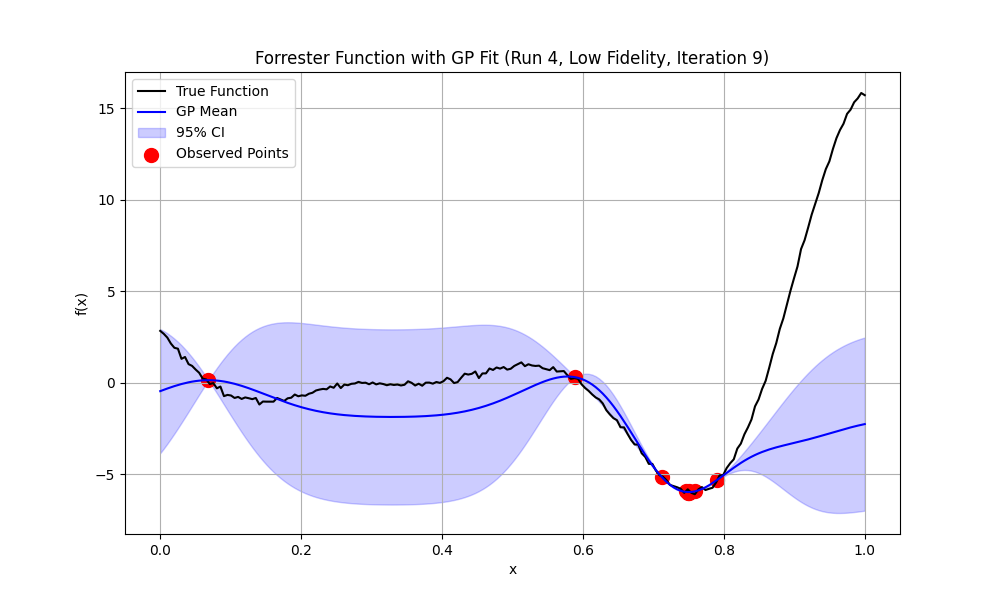 Forrester Function with GP Fit (Run 4, Low Fidelity, Iteration 9)
True Function
GP Mean
95% CI
Observed Points
15
10
5
0
−5
f(x)
0.0 0.2 0.4 0.6 0.8 1.0
x